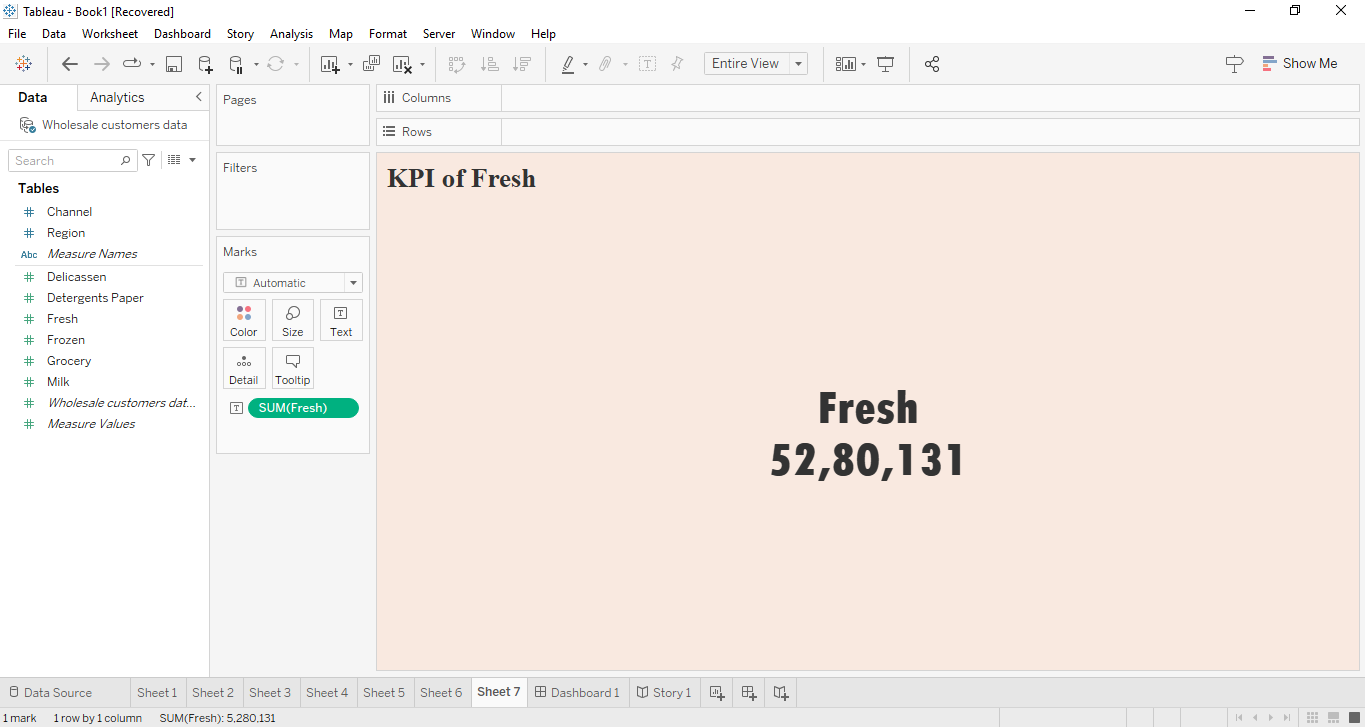 Tableau - Book1 [Recovered]
File Data Worksheet Dashboard Story Analysis Map Format Server Window Help
Entire View
Show Me
Data Analytics
Wholesale customers data
Search
Tables
Channel
Region
Abc Measure Names
Delicassen
Detergents Paper
Fresh
Frozen
Grocery
Milk
Wholesale customers dat...
Measure Values
Pages
Filters
Marks
T Automatic
Color Size T Text
Detail Tooltip
T SUM(Fresh)
Columns
Rows
KPI of Fresh
Fresh
52,80,131
Data Source Sheet 1 Sheet 2 Sheet 3 Sheet 4 Sheet 5 Sheet 6 Sheet 7 Dashboard 1 Story 1
1 mark 1 row by 1 column SUM(Fresh): 5,280,131